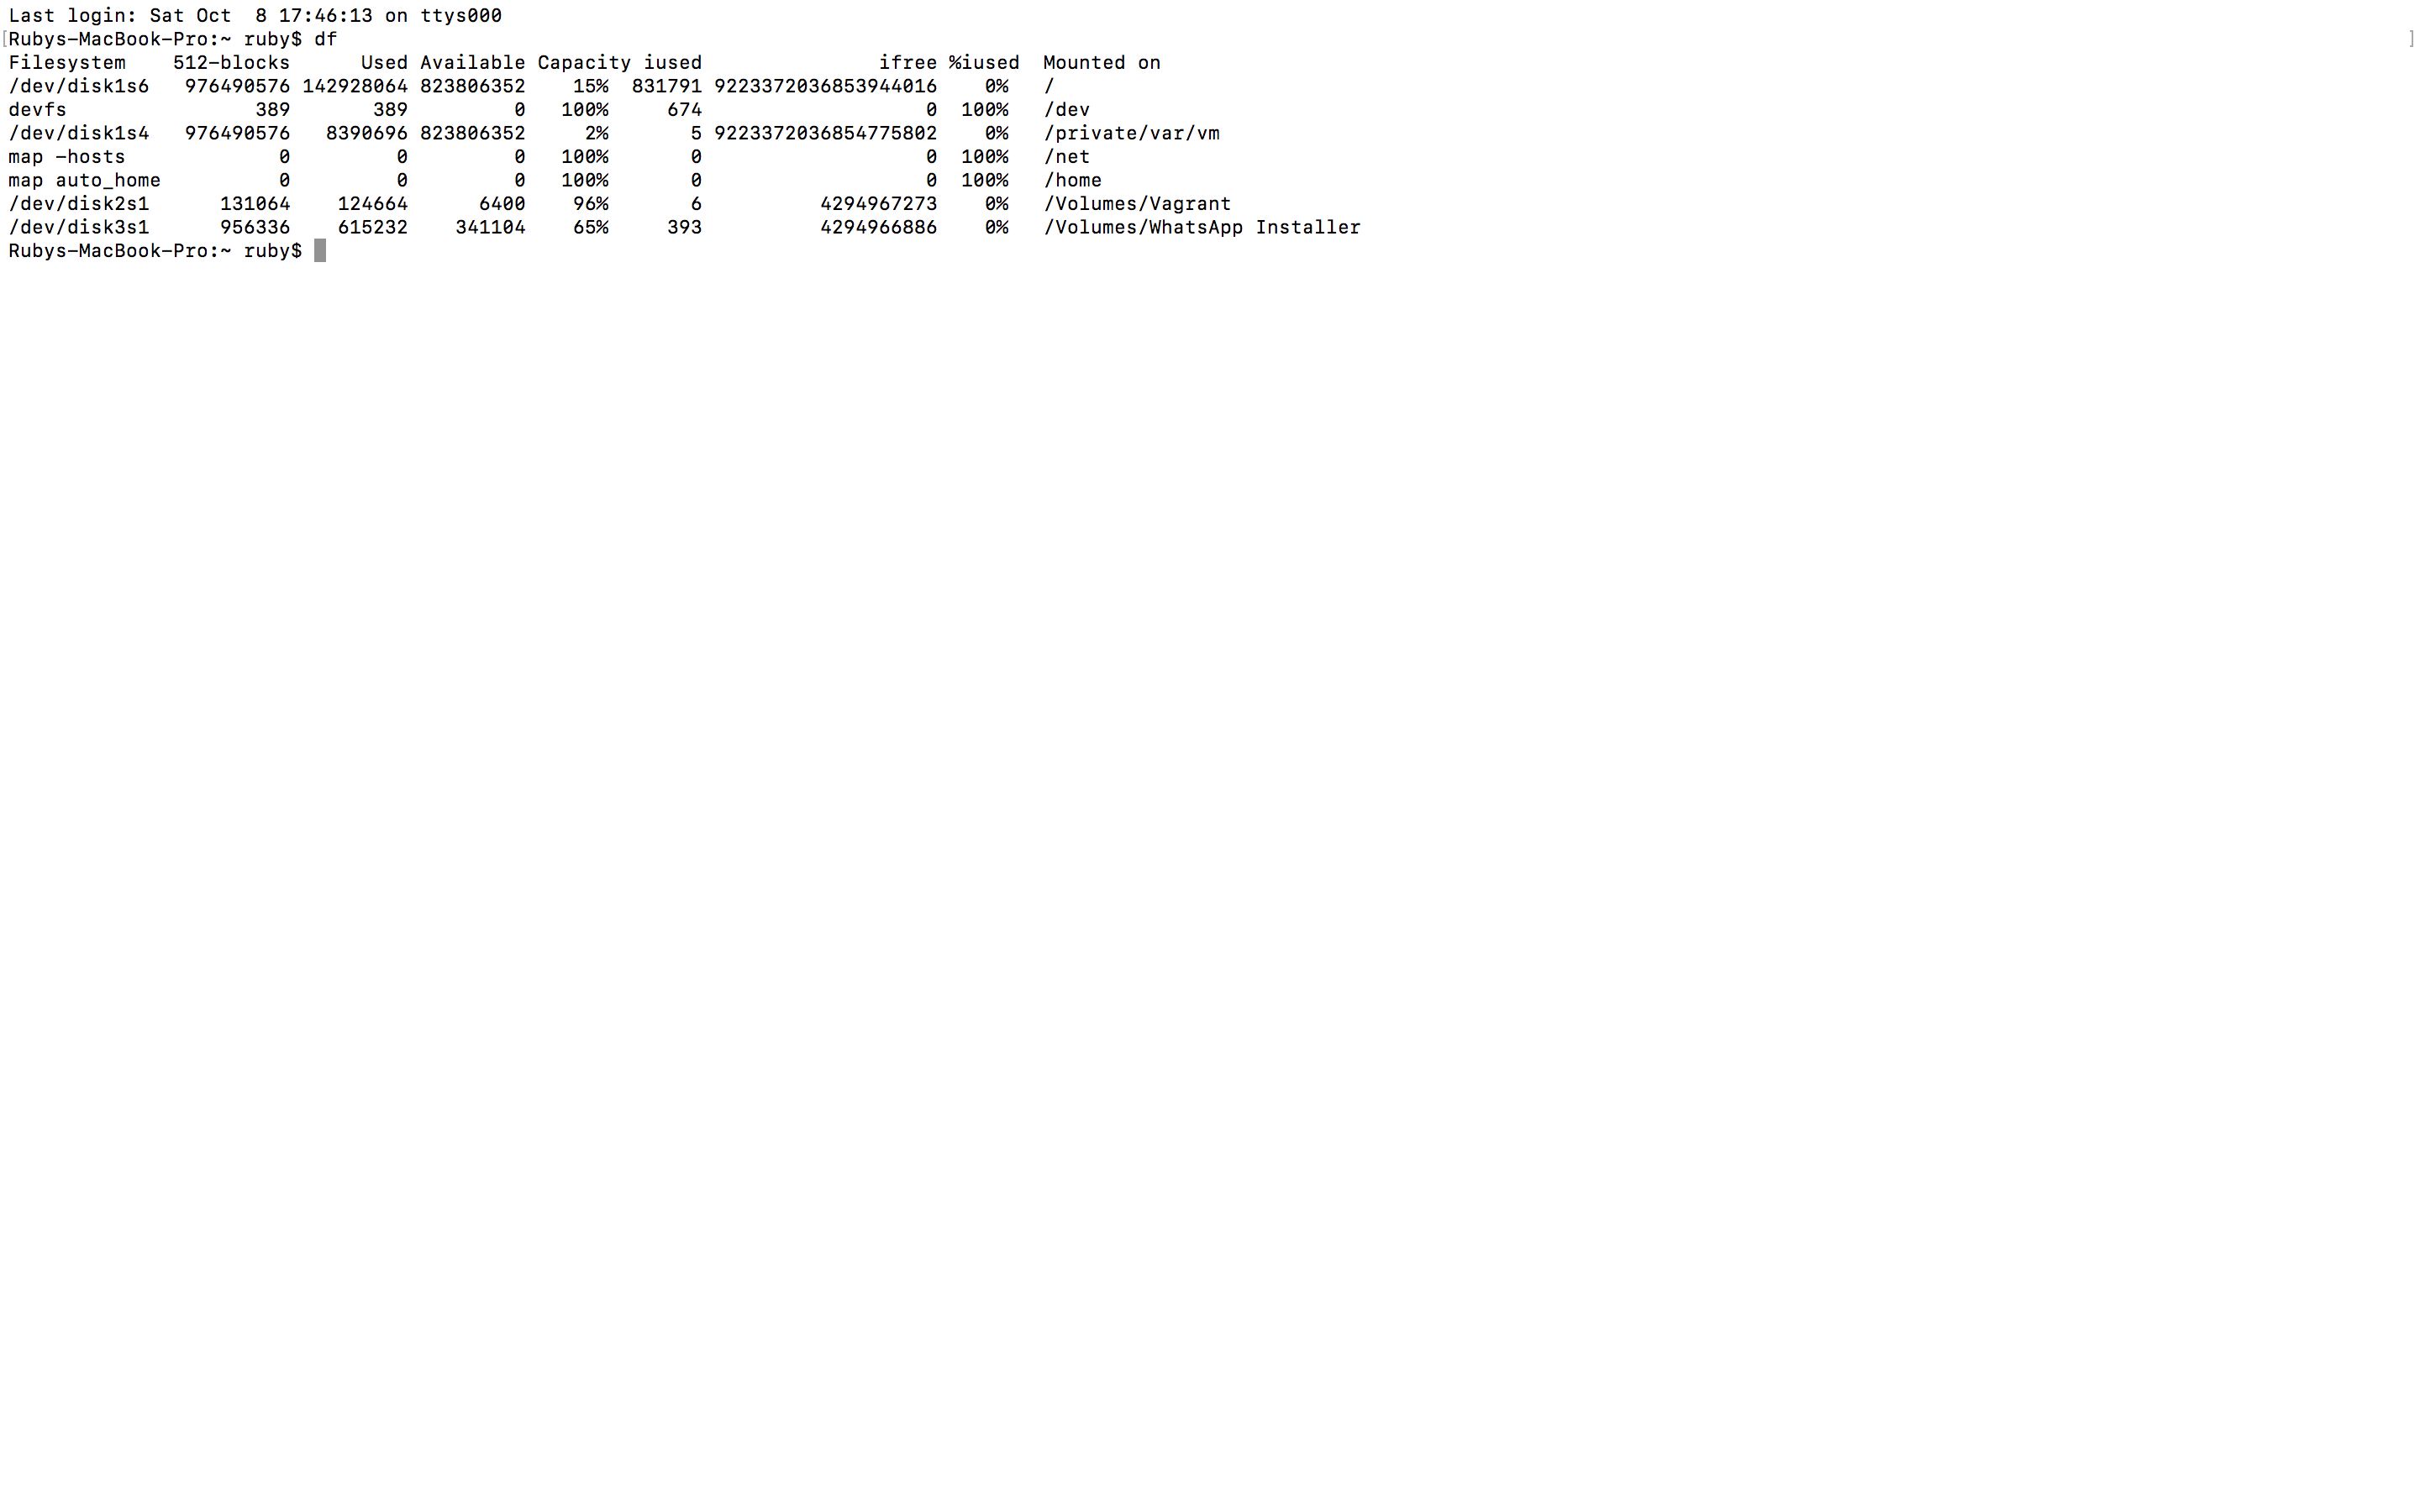 Last login: Sat Oct  8 17:46:13 on ttys000
[Rubys-MacBook-Pro:~ ruby$ df ]
Filesystem    512-blocks      Used Available Capacity iused               ifree %iused  Mounted on
/dev/disk1s6   976490576 142928064 823806352    15%  831791 9223372036853944016    0%   /
devfs                389       389         0   100%     674                   0  100%   /dev
/dev/disk1s4   976490576   8390696 823806352     2%       5 9223372036854775802    0%   /private/var/vm
map -hosts             0         0         0   100%       0                   0  100%   /net
map auto_home          0         0         0   100%       0                   0  100%   /home
/dev/disk2s1      131064    124664      6400    96%       6          4294967273    0%   /Volumes/Vagrant
/dev/disk3s1      956336    615232    341104    65%     393          4294966886    0%   /Volumes/WhatsApp Installer
Rubys-MacBook-Pro:~ ruby$